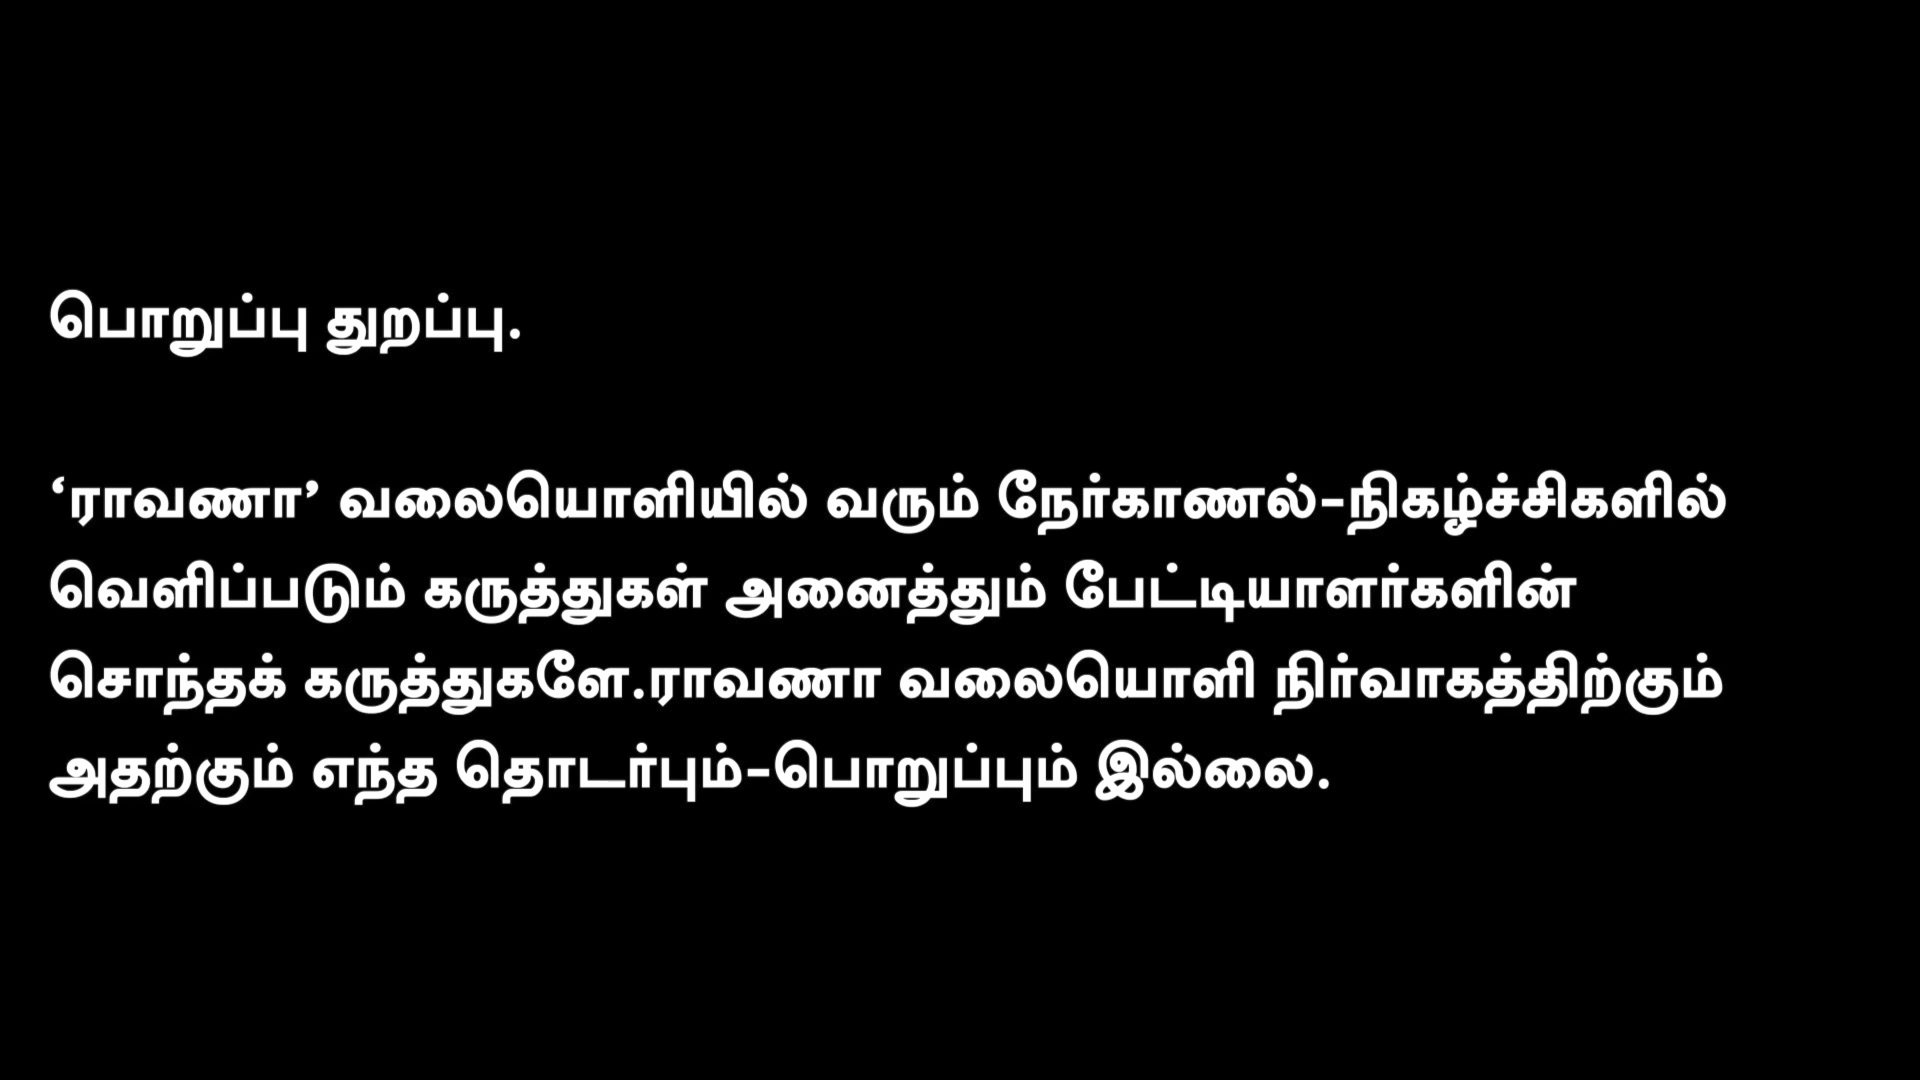 பொறுப்பு துறப்பு.
‘ராவணா’ வலையொளியில் வரும் நேர்காணல்-நிகழ்ச்சிகளில்
வெளிப்படும் கருத்துகள் அனைத்தும் பேட்டியாளர்களின்
சொந்தக் கருத்துகளே.ராவணா வலையொளி நிர்வாகத்திற்கும்
அதற்கும் எந்த தொடர்பும்-பொறுப்பும் இல்லை.